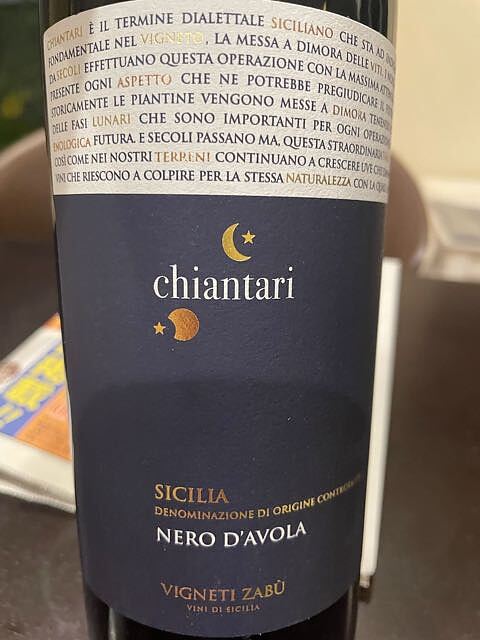 CHIANTARI È IL TERMINE DIALETTALE SICILIANO CHE STA AD
FONDAMENTALE NEL VIGNETO, LA MESSA A DIMORA DELLE VITI.
DA SECOLI EFFETTUANO QUESTA OPERAZIONE CON LA MASSIMA
PRESENTE OGNI ASPETTO CHE NE POTREBBE PREGIUDICARE IL
STORICAMENTE LE PIANTINE VENGONO MESSE A DIMORA
DELLE FASI LUNARI CHE SONO IMPORTANTI PER OGNI
ENOLOGICA FUTURA. E SECOLI PASSANO MA, QUESTA STRAORDINARIA
COSÌ COME NEI NOSTRI TERRENI CONTINUANO A CRESCERE UVE CHE
VINI CHE RIESCONO A COLPIRE PER LA STESSA NATURALEZZA CON LA
chiantari
SICILIA
DENOMINAZIONE DI ORIGINE
NERO D'AVOLA
VIGNETI ZABÙ
VINI DI SICILIA